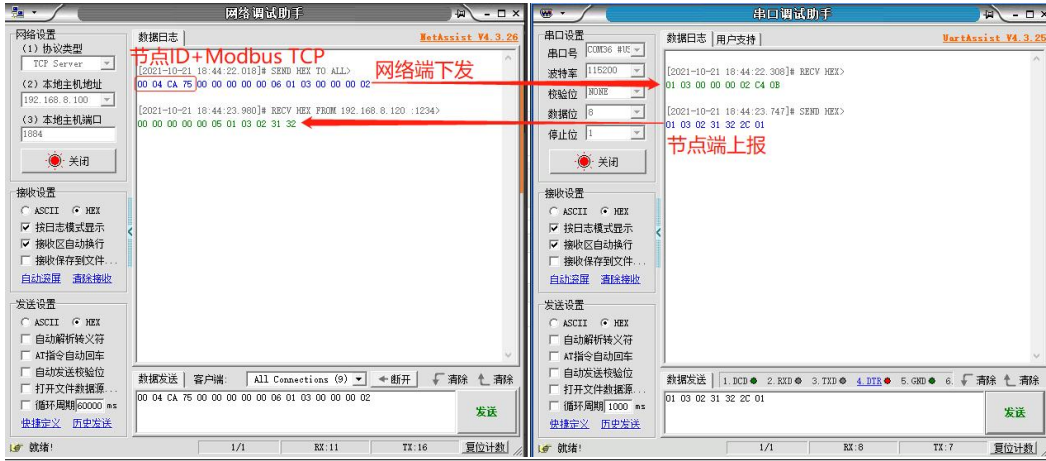 网络调试助手
网络设置
(1) 协议类型
TCP Server
(2) 本地主机地址
192.168.8.100
(3) 本地主机端口
1884
关闭
接收设置
ASCII HEX
按日志模式显示
接收区自动换行
接收保存到文件...
自动滚屏 清除接收
发送设置
ASCII HEX
自动解析转义符
AT指令自动回车
自动发送校验位
打开文件数据源...
循环周期 60000 ms
快捷定义 历史发送
数据日志
NetAssist V4.3.26
节点ID+Modbus TCP
[2021-10-21 18:44:22.018]# SEND HEX TO ALL>
00 04 CA 75 00 00 00 00 00 06 01 03 00 00 00 02
网络端下发
[2021-10-21 18:44:23.980]# RECV HEX FROM 192.168.8.120 :1234>
00 00 00 00 00 05 01 03 02 31 32
数据发送 客户端: All Connections (9) 断开 清除 清除
00 04 CA 75 00 00 00 00 00 06 01 03 00 00 00 02
发送
就绪! 1/1 RX:11 TX:16 复位计数
串口调试助手
串口设置
串口号 COM36 #US
波特率 115200
校验位 NONE
数据位 8
停止位 1
关闭
接收设置
ASCII HEX
按日志模式显示
接收区自动换行
接收保存到文件...
自动滚屏 清除接收
发送设置
ASCII HEX
自动解析转义符
AT指令自动回车
自动发送校验位
打开文件数据源...
循环周期 1000 ms
快捷定义 历史发送
数据日志 用户支持
UartAssist V4.3.25
[2021-10-21 18:44:22.308]# RECV HEX>
01 03 00 00 00 02 C4 0B
[2021-10-21 18:44:23.747]# SEND HEX>
01 03 02 31 32 2C 01
节点端上报
数据发送 1.DCD 2.RXD 3.TXD 4.DTR 5.GND 6. 清除 清除
01 03 02 31 32 2C 01
发送
就绪! 1/1 RX:8 TX:7 复位计数